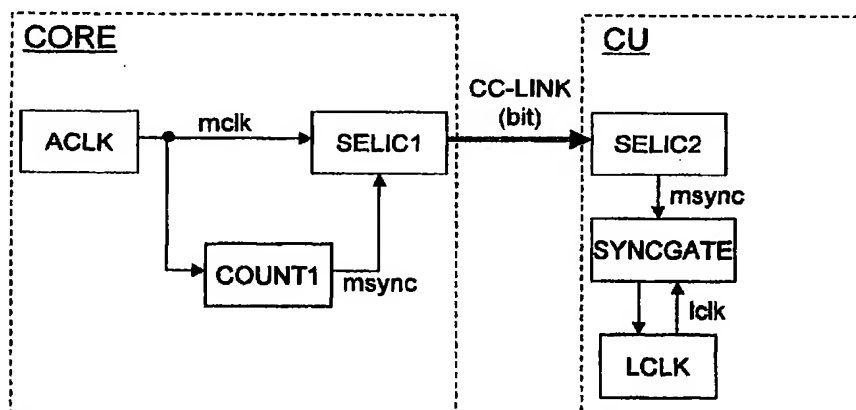 CORE
CU
CC-LINK
(bit)
ACLK
mclk
SELIC1
SELIC2
msync
COUNT1
msync
SYNCGATE
lclk
LCLK